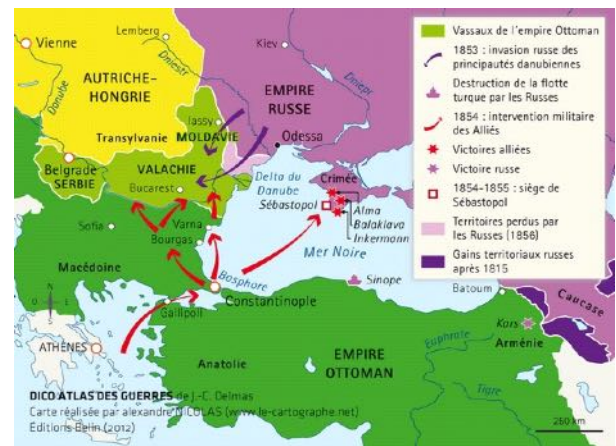 Vienne
Lemberg
Kiev
Danube
Dniestr
Dniepr
AUTRICHE-
HONGRIE
EMPIRE
RUSSE
Iassy
MOLDAVIE
Transylvanie
Odessa
VALACHIE
Belgrade
SERBIE
Bucarest
Delta du
Danube
Crimée
Sébastopol
Alma
Balaklava
Inkermann
Sofia
Varna
Bourgas
Mer Noire
Macédoine
Bosphore
Sinope
Batoum
Caucase
Constantinople
Gallipoli
Kars
Arménie
O
E
S
ATHÈNES
Anatolie
EMPIRE
OTTOMAN
Euphrate
Tigre
DICO ATLAS DES GUERRES de J.-C. Delmas
Carte réalisée par alexandre NICOLAS (www.le-cartographe.net)
Éditions Belin (2012)
260 km
Vassaux de l'empire Ottoman
1853 : invasion russe des
principautés danubiennes
Destruction de la flotte
turque par les Russes
1854 : intervention militaire
des Alliés
Victoires alliées
Victoire russe
1854-1855 : siège de
Sébastopol
Territoires perdus par
les Russes (1856)
Gains territoriaux russes
après 1815